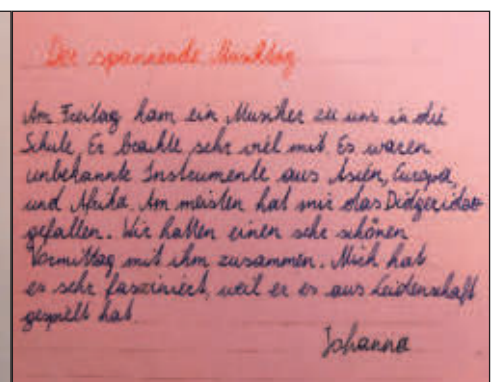 Der spannende Musiktag
Am Freitag kam ein Musiker zu uns in die
Schule. Er brachte sehr viel mit. Es waren
unbekannte Instrumente aus Asien, Europa,
und Afrika. Am meisten hat mir das Didgeridoo
gefallen. Wir hatten einen sehr schönen
Vormittag mit ihm zusammen. Mich hat
es sehr fasziniert, weil er es aus Leidenschaft
gespielt hat.
Johanna